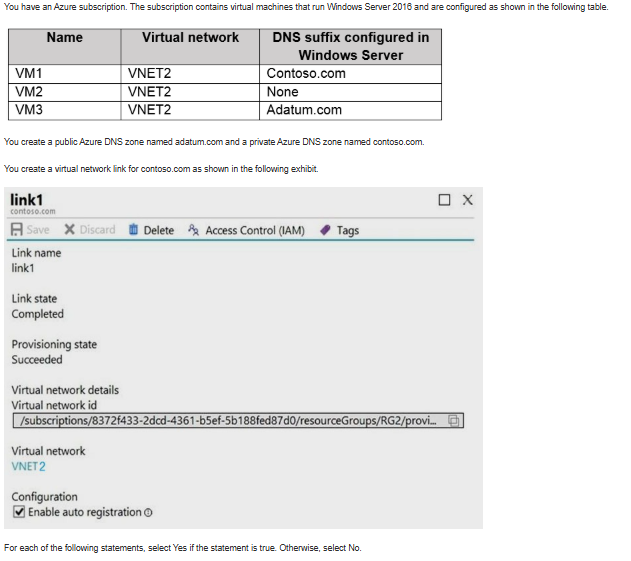 You have an Azure subscription. The subscription contains virtual machines that run Windows Server 2016 and are configured as shown in the following table.
Name Virtual network DNS suffix configured in Windows Server
VM1 VNET2 Contoso.com
VM2 VNET2 None
VM3 VNET2 Adatum.com
You create a public Azure DNS zone named adatum.com and a private Azure DNS zone named contoso.com.
You create a virtual network link for contoso.com as shown in the following exhibit.
link1
contoso.com
Save Discard Delete Access Control (IAM) Tags
Link name
link1
Link state
Completed
Provisioning state
Succeeded
Virtual network details
Virtual network id
/subscriptions/8372f433-2dcd-4361-b5ef-5b188fed87d0/resourceGroups/RG2/provi...
Virtual network
VNET2
Configuration
Enable auto registration
For each of the following statements, select Yes if the statement is true. Otherwise, select No.